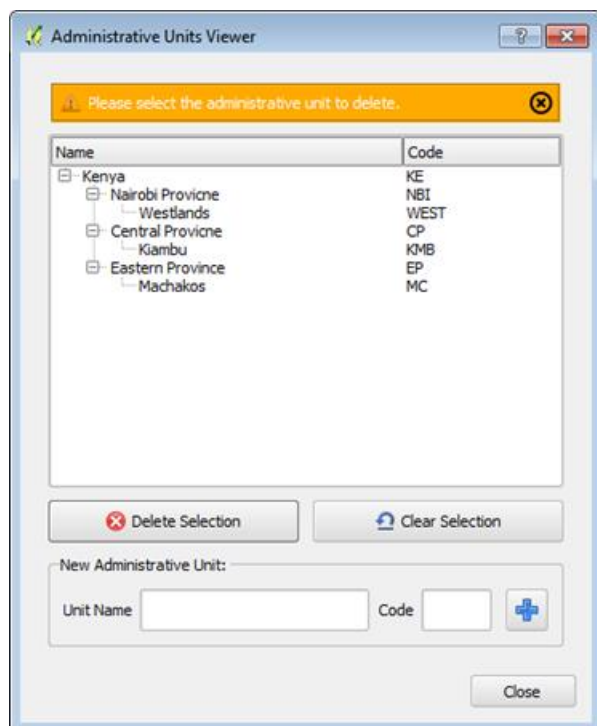 Administrative Units Viewer
Please select the administrative unit to delete.
Name Code
Kenya KE
Nairobi Provicne NBI
Westlands WEST
Central Provicne CP
Kiambu KMB
Eastern Province EP
Machakos MC
Delete Selection Clear Selection
New Administrative Unit:
Unit Name Code
Close